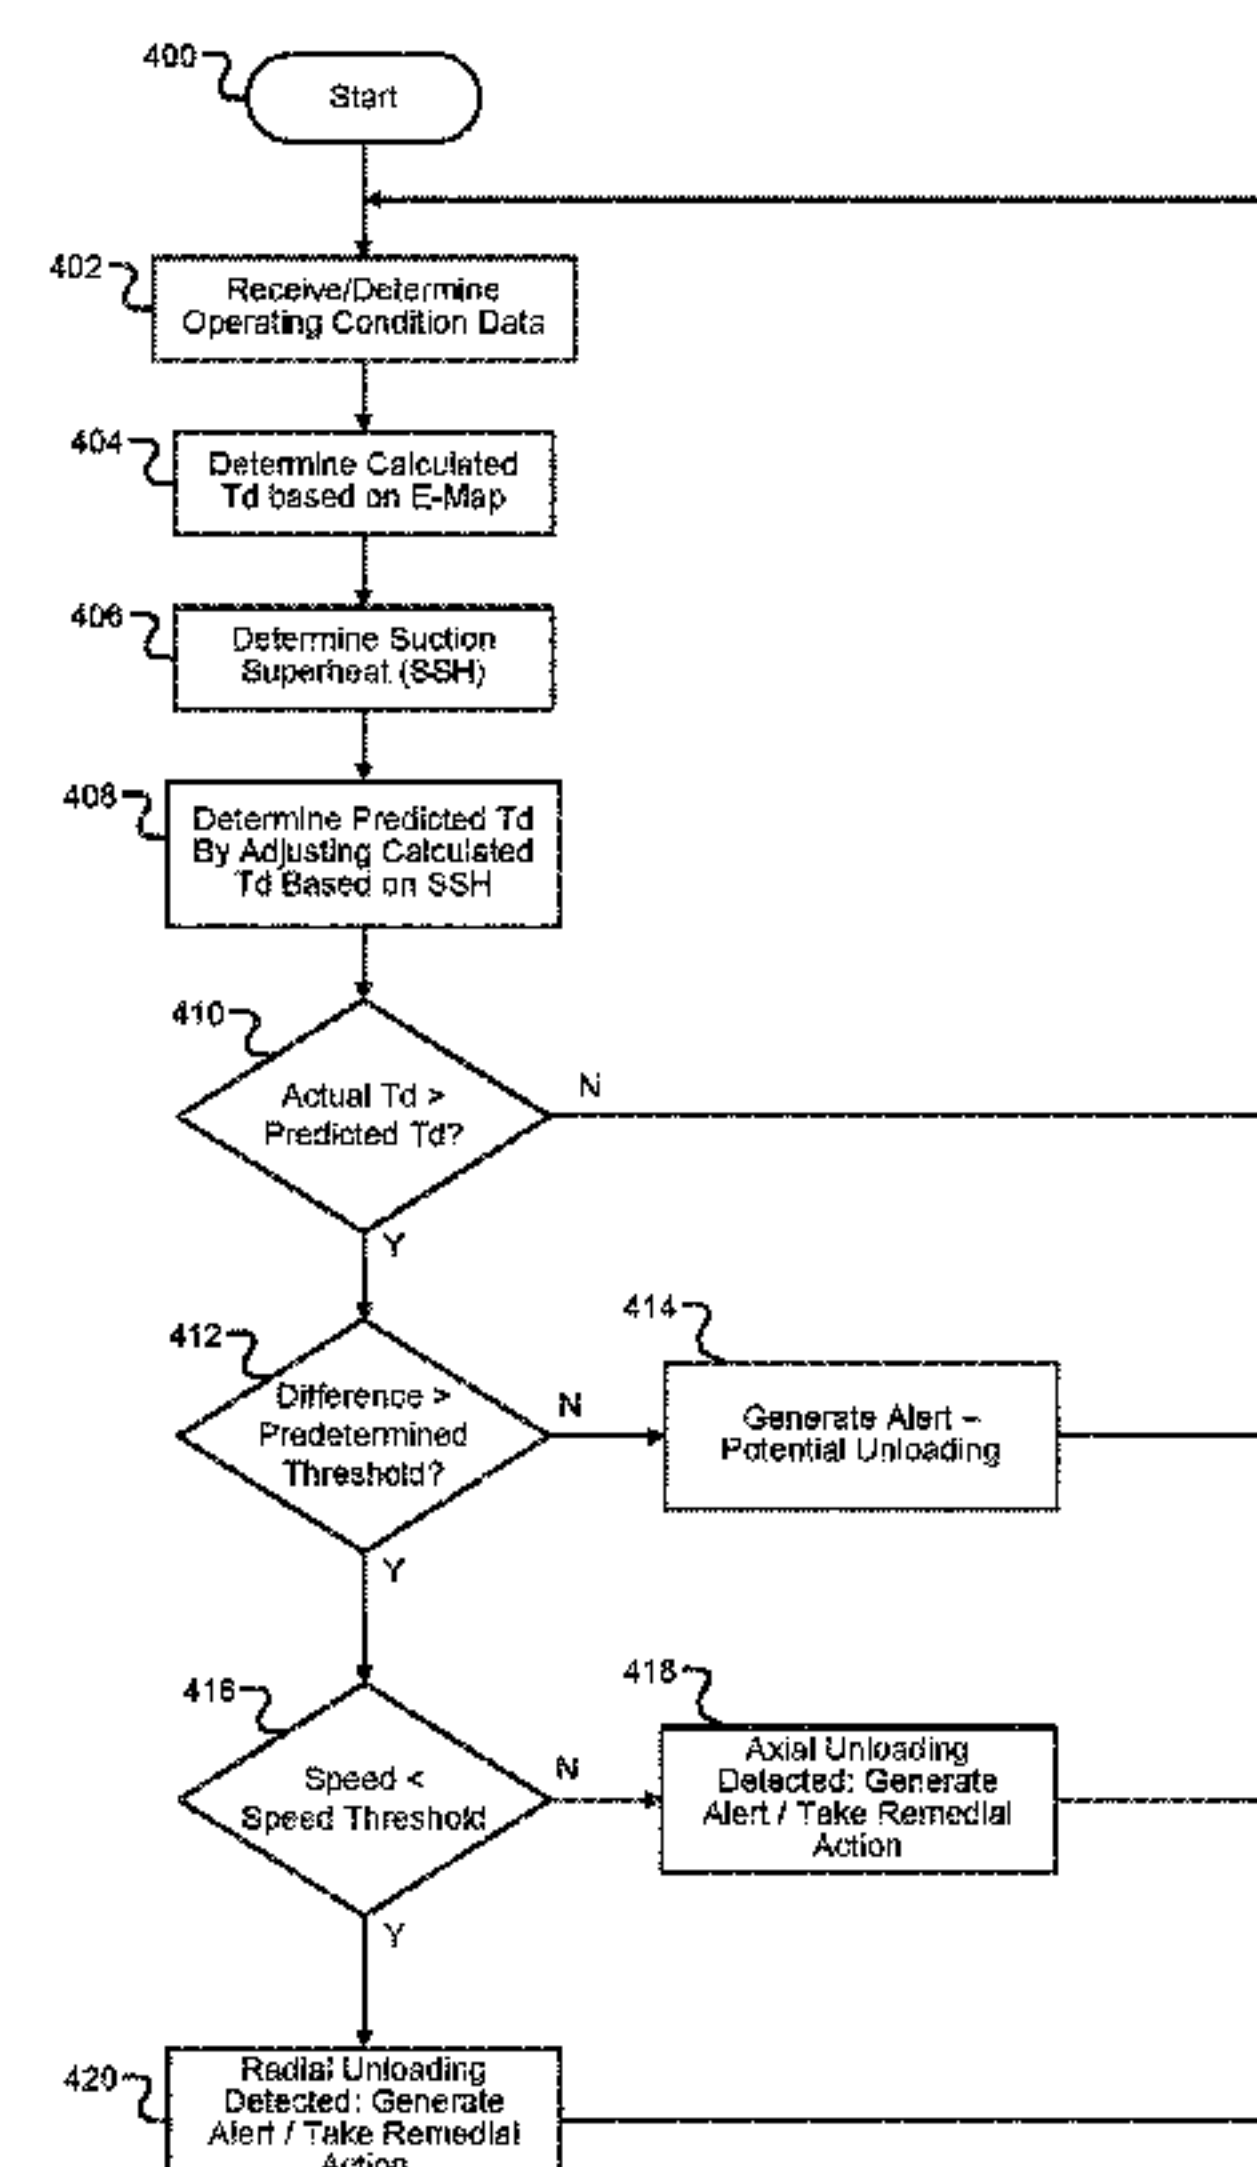 400
Start
402
Receive/Determine
Operating Condition Data
404
Determine Calculated
Td based on E-Map
406
Determine Suction
Superheat (SSH)
408
Determine Predicted Td
By Adjusting Calculated
Td Based on SSH
410
Actual Td >
Predicted Td?
N
Y
412
Difference >
Predetermined
Threshold?
N
Y
414
Generate Alert –
Potential Unloading
416
Speed <
Speed Threshold
N
Y
418
Axial Unloading
Detected: Generate
Alert / Take Remedial
Action
420
Radial Unloading
Detected: Generate
Alert / Take Remedial
Action